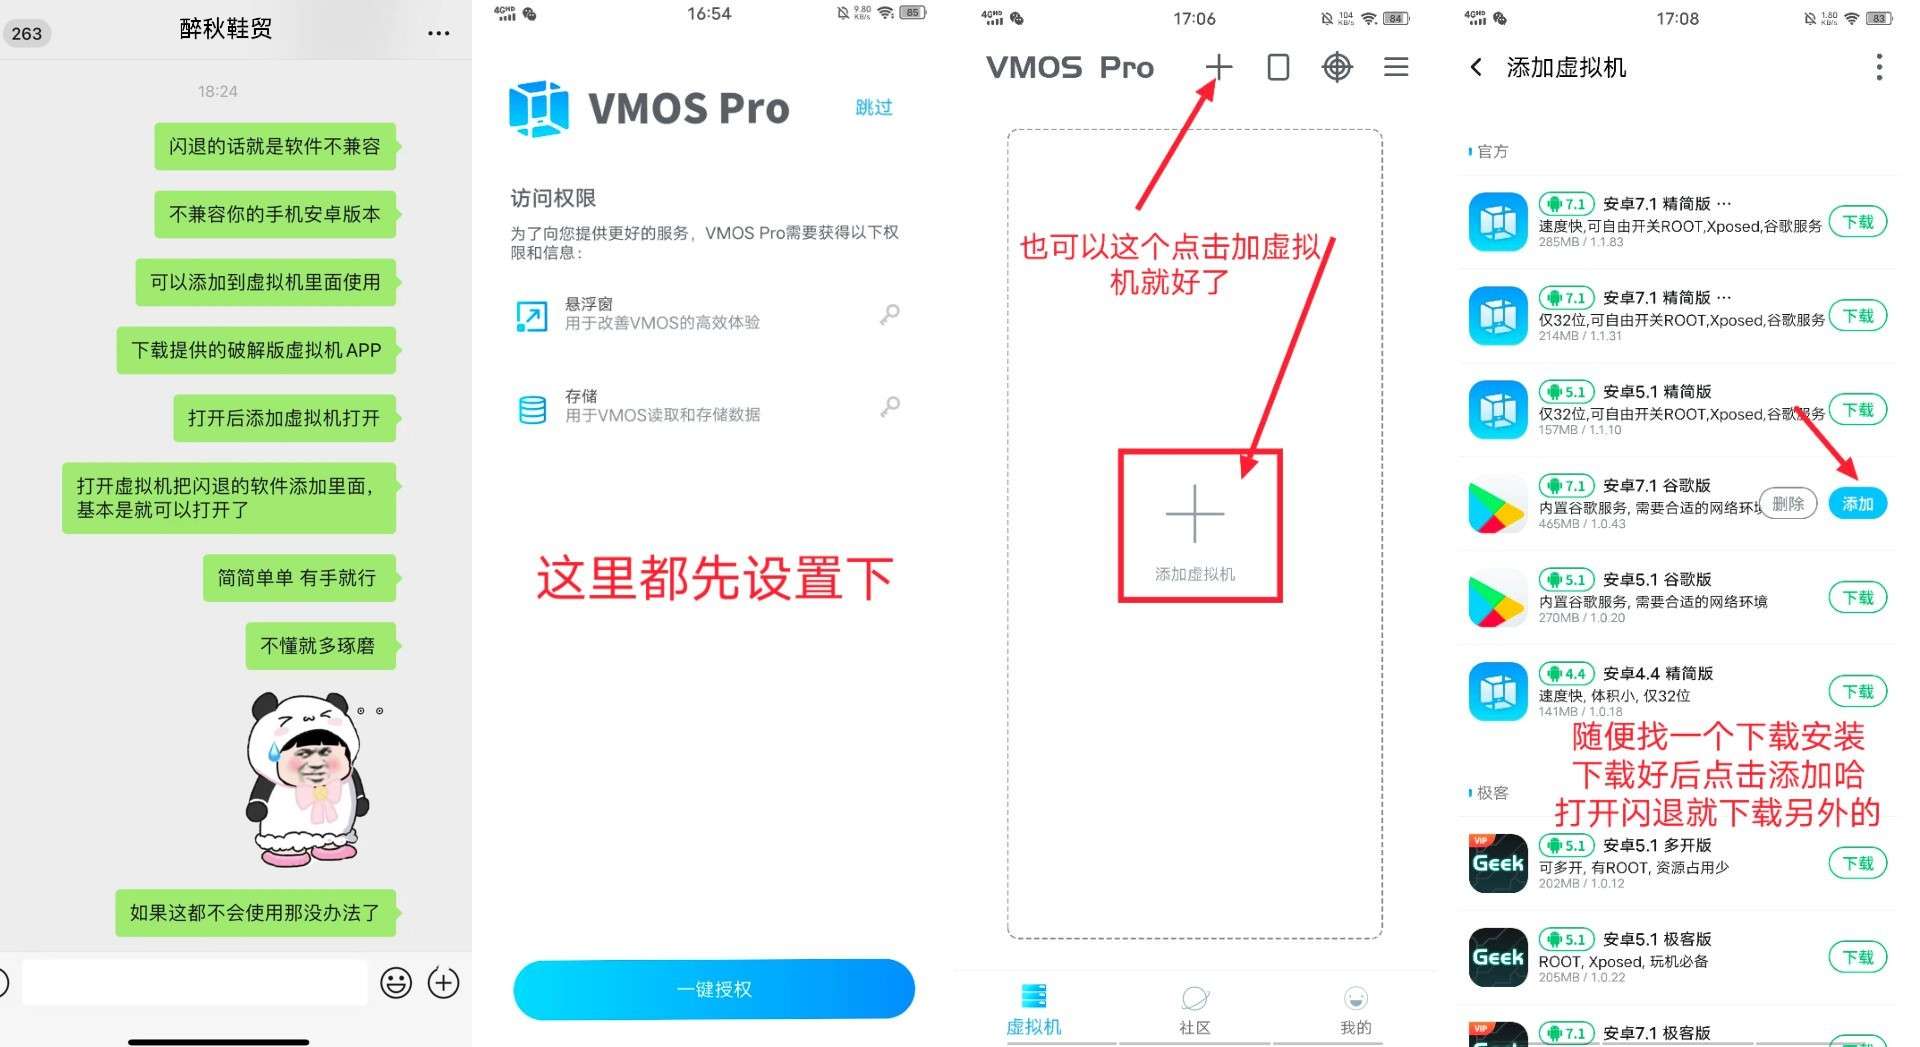 263
醉秋鞋贸
18:24
闪退的话就是软件不兼容
不兼容你的手机安卓版本
可以添加到虚拟机里面使用
下载提供的破解版虚拟机APP
打开后添加虚拟机打开
打开虚拟机把闪退的软件添加里面,
基本是就可以打开了
简简单单 有手就行
不懂就多琢磨
如果这都不会使用那没办法了
4GHD
16:54
9.80
KB/s
85
VMOS Pro
跳过
访问权限
为了向您提供更好的服务, VMOS Pro需要获得以下权
限和信息:
悬浮窗
用于改善VMOS的高效体验
存储
用于VMOS读取和存储数据
这里都先设置下
一键授权
4GHD
17:06
104
KB/s
84
VMOS Pro
也可以这个点击加虚拟
机就好了
添加虚拟机
虚拟机
社区
我的
4GHD
17:08
1.80
KB/s
83
添加虚拟机
官方
7.1 安卓7.1 精简版 ···
速度快,可自由开关ROOT,Xposed,谷歌服务
285MB / 1.1.83
下载
7.1 安卓7.1 精简版 ···
仅32位,可自由开关ROOT,Xposed,谷歌服务
214MB / 1.1.31
下载
5.1 安卓5.1 精简版
仅32位,可自由开关ROOT,Xposed,谷歌服务
157MB / 1.1.10
下载
7.1 安卓7.1 谷歌版
内置谷歌服务, 需要合适的网络环境
465MB / 1.0.43
删除
添加
5.1 安卓5.1 谷歌版
内置谷歌服务, 需要合适的网络环境
270MB / 1.0.20
下载
4.4 安卓4.4 精简版
速度快, 体积小, 仅32位
141MB / 1.0.18
下载
随便找一个下载安装
下载好后点击添加哈
打开闪退就下载另外的
极客
VIP
Geek
5.1 安卓5.1 多开版
可多开, 有ROOT, 资源占用少
202MB / 1.0.12
下载
Geek
5.1 安卓5.1 极客版
ROOT, Xposed, 玩机必备
205MB / 1.0.22
下载
VIP
7.1 安卓7.1 极客版